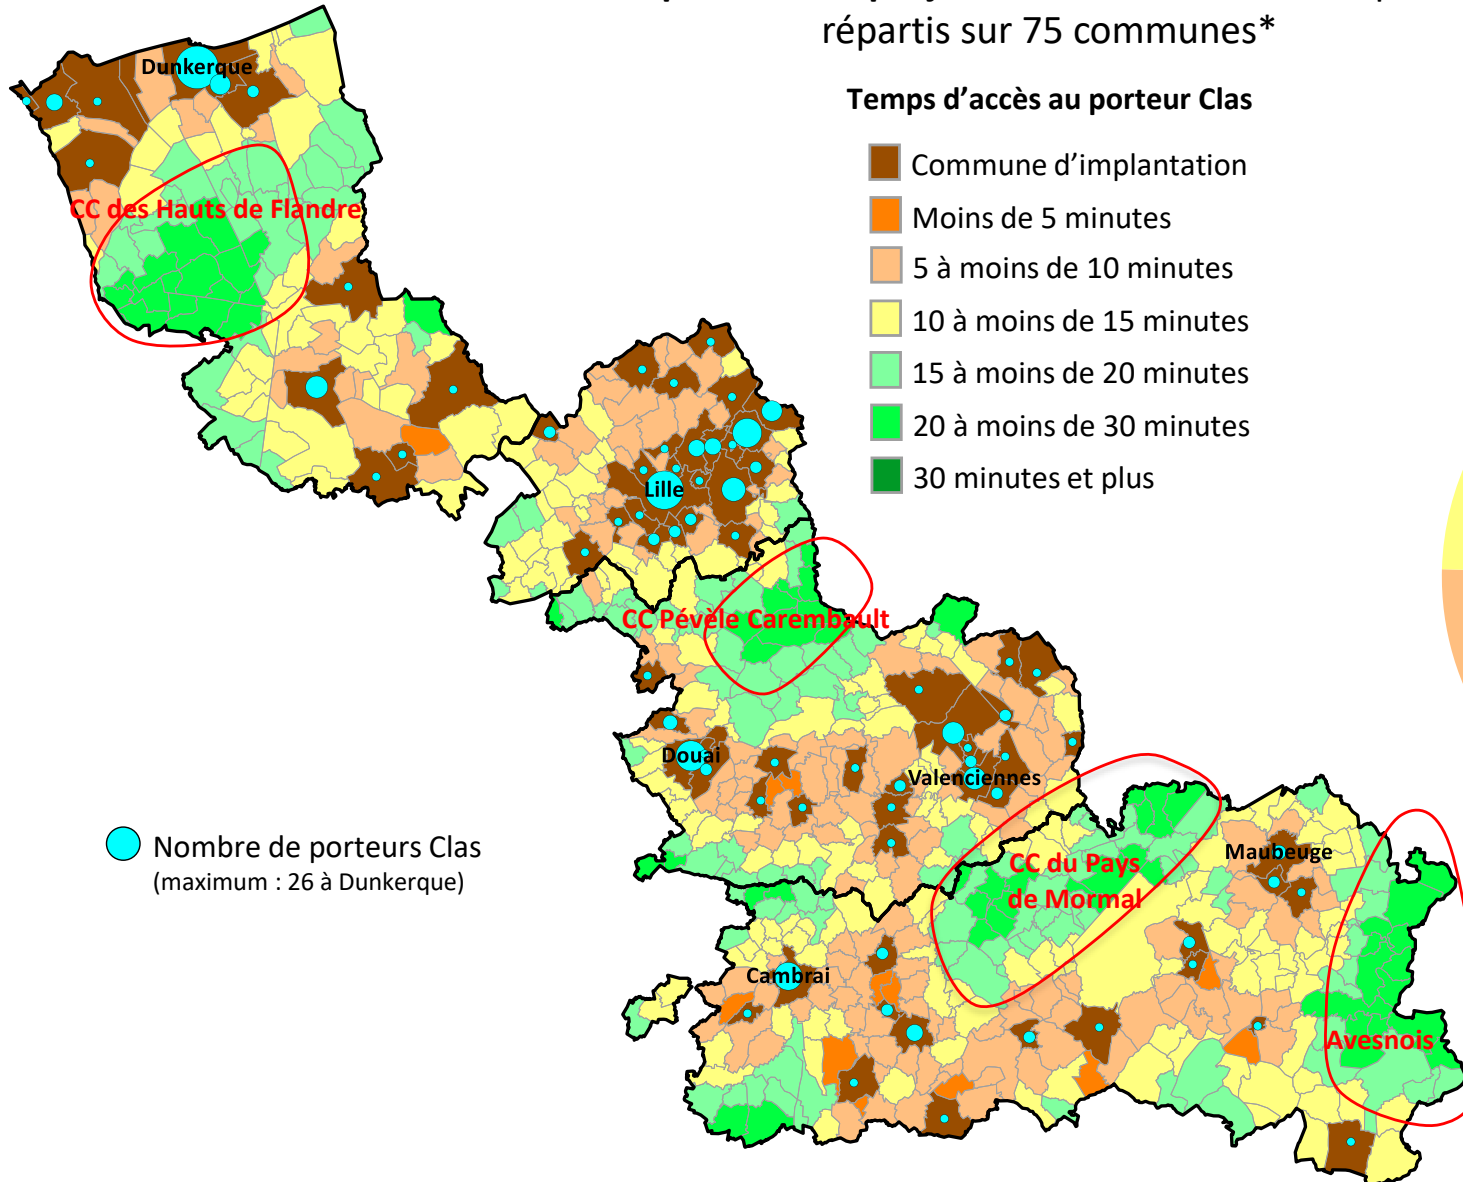 répartis sur 75 communes*
Temps d’accès au porteur Clas
Commune d’implantation
Moins de 5 minutes
5 à moins de 10 minutes
10 à moins de 15 minutes
15 à moins de 20 minutes
20 à moins de 30 minutes
30 minutes et plus
Dunkerque
CC des Hauts de Flandre
Lille
CC Pévèle Carembault
Douai
Valenciennes
Nombre de porteurs Clas
(maximum : 26 à Dunkerque)
CC du Pays
de Mormal
Maubeuge
Cambrai
Avesnois